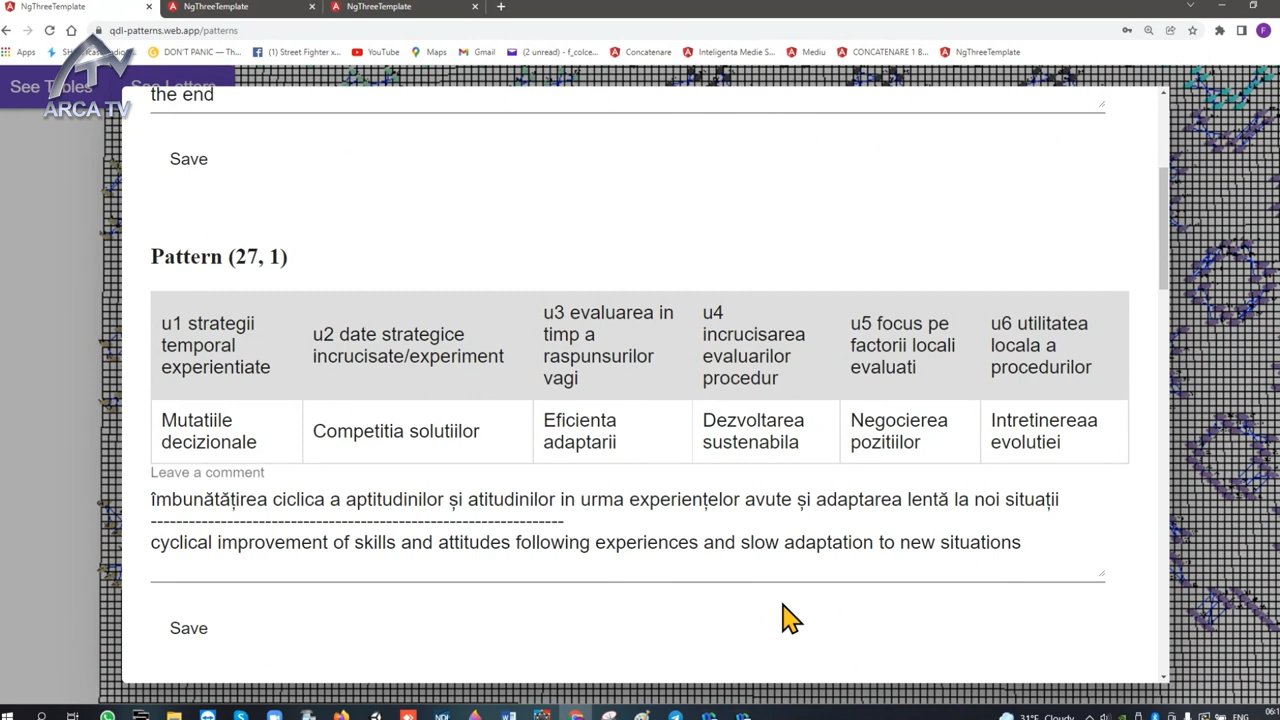 NgThreeTemplate
NgThreeTemplate
NgThreeTemplate
qdl-patterns.web.app/patterns
Apps
DON'T PANIC —...
(1) Street Fighter x...
YouTube
Maps
Gmail
(2 unread) - f_colce...
Concatenare
Inteligenta Medie S...
Mediu
CONCATENARE 1 B...
NgThreeTemplate
See Tables
See Letters
ARCA TV
the end
Save
Pattern (27, 1)
u1 strategii
temporal
experientiate
u2 date strategice
incrucisate/experiment
u3 evaluarea in
timp a
raspunsurilor
vagi
u4
incrucisarea
evaluarilor
procedur
u5 focus pe
factorii locali
evaluati
u6 utilitatea
locala a
procedurilor
Mutatiile
decizionale
Competitia solutiilor
Eficienta
adaptarii
Dezvoltarea
sustenabila
Negocierea
pozitiilor
Intretinereaa
evolutiei
Leave a comment
îmbunătățirea ciclica a aptitudinilor și atitudinilor in urma experiențelor avute și adaptarea lentă la noi situații
----------------------------------------------------------------
cyclical improvement of skills and attitudes following experiences and slow adaptation to new situations
Save
31°F Cloudy
ENG